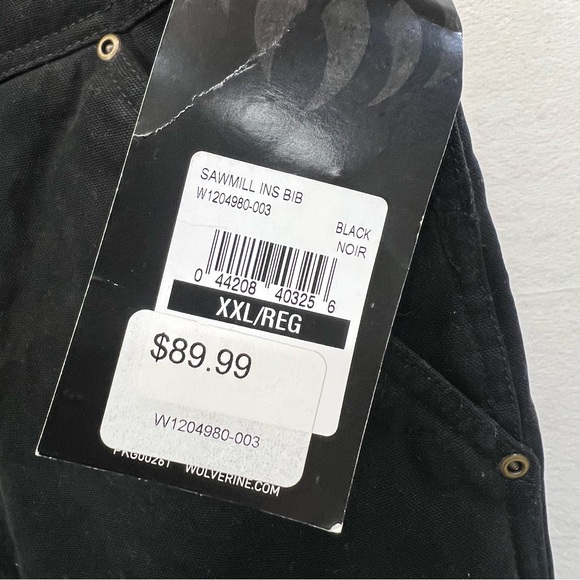 SAWMILL INS BIB
W1204980-003
BLACK
NOIR
0 44208 40325 6
XXL/REG
$89.99
W1204980-003
WOLVERINE.COM